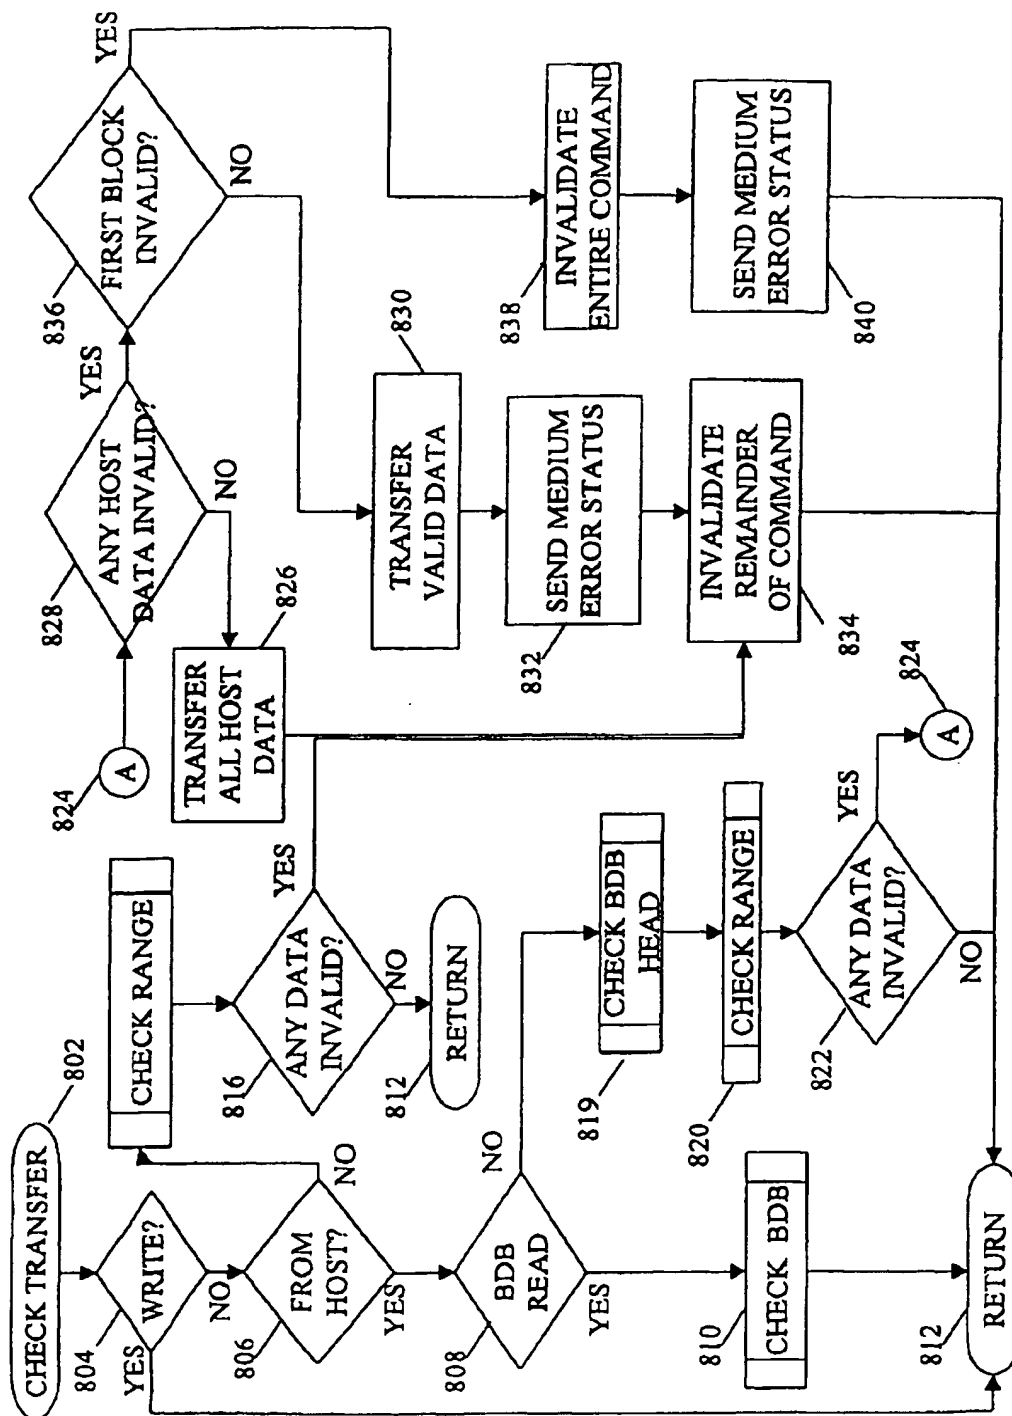 CHECK TRANSFER
802
WRITE?
804
YES
NO
FROM
HOST?
806
NO
YES
CHECK RANGE
ANY DATA
INVALID?
816
YES
NO
RETURN
812
BDB
READ
808
NO
YES
CHECK BDB
810
RETURN
812
CHECK BDB
HEAD
819
CHECK RANGE
820
ANY DATA
INVALID?
822
YES
NO
A
824
A
824
ANY HOST
DATA INVALID?
828
YES
NO
TRANSFER
ALL HOST
DATA
826
FIRST BLOCK
INVALID?
836
YES
NO
TRANSFER
VALID DATA
830
SEND MEDIUM
ERROR STATUS
832
INVALIDATE
REMAINDER
OF COMMAND
834
INVALIDATE
ENTIRE COMMAND
838
SEND MEDIUM
ERROR STATUS
840